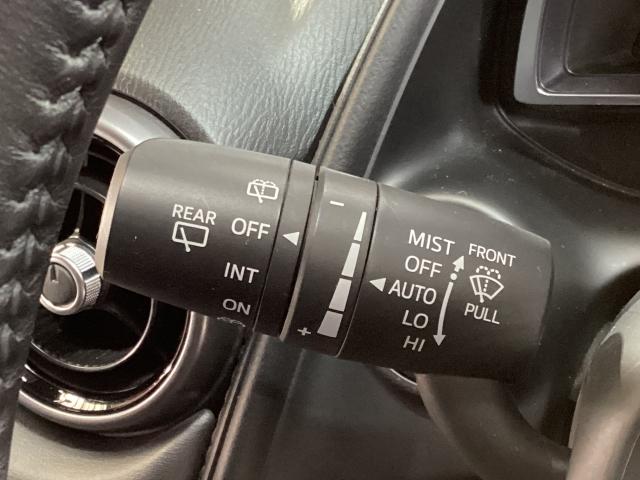 REAR
OFF
INT
ON
−
+
MIST
OFF
AUTO
LO
HI
FRONT
PULL